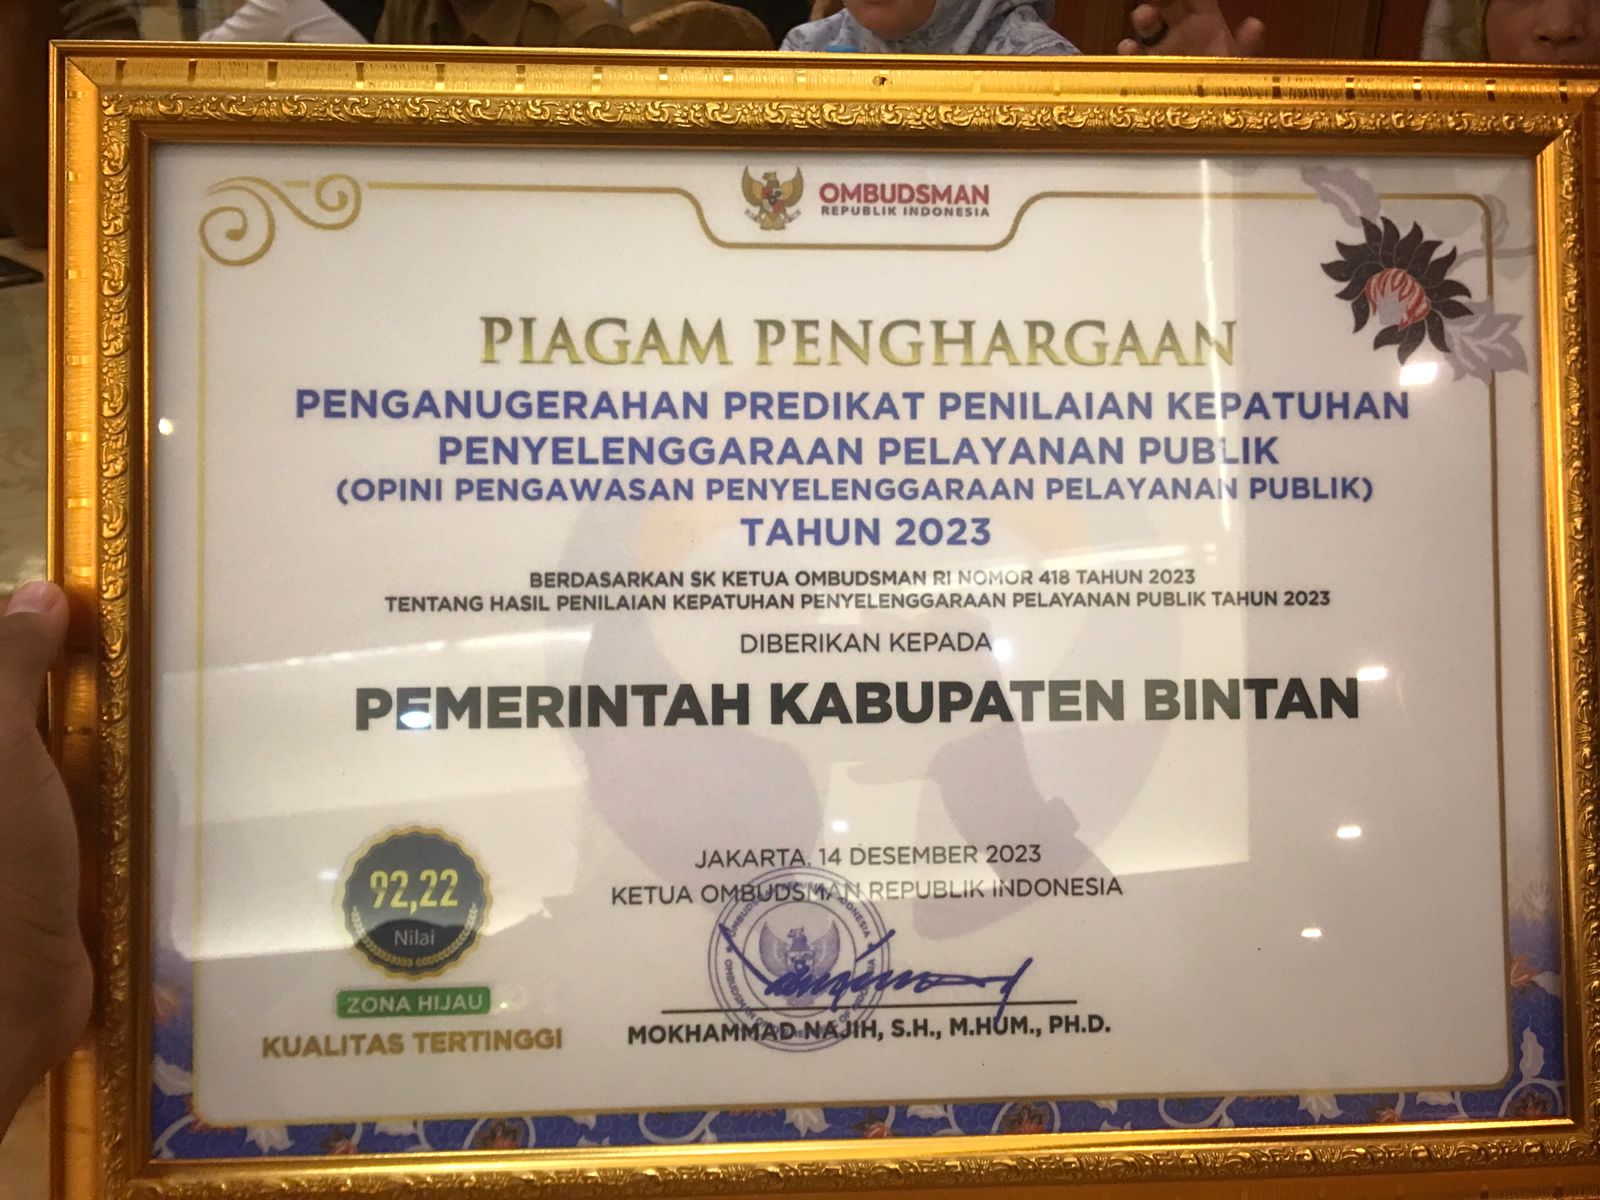 OMBUDSMAN
REPUBLIK INDONESIA
PIAGAM PENGHARGAAN
PENGANUGERAHAN PREDIKAT PENILAIAN KEPATUHAN
PENYELENGGARAAN PELAYANAN PUBLIK
(OPINI PENGAWASAN PENYELENGGARAAN PELAYANAN PUBLIK)
TAHUN 2023
BERDASARKAN SK KETUA OMBUDSMAN RI NOMOR 418 TAHUN 2023
TENTANG HASIL PENILAIAN KEPATUHAN PENYELENGGARAAN PELAYANAN PUBLIK TAHUN 2023
DIBERIKAN KEPADA
PEMERINTAH KABUPATEN BINTAN
92,22
Nilai
ZONA HIJAU
KUALITAS TERTINGGI
JAKARTA, 14 DESEMBER 2023
KETUA OMBUDSMAN REPUBLIK INDONESIA
MOKHAMMAD NAJIH, S.H., M.HUM., PH.D.